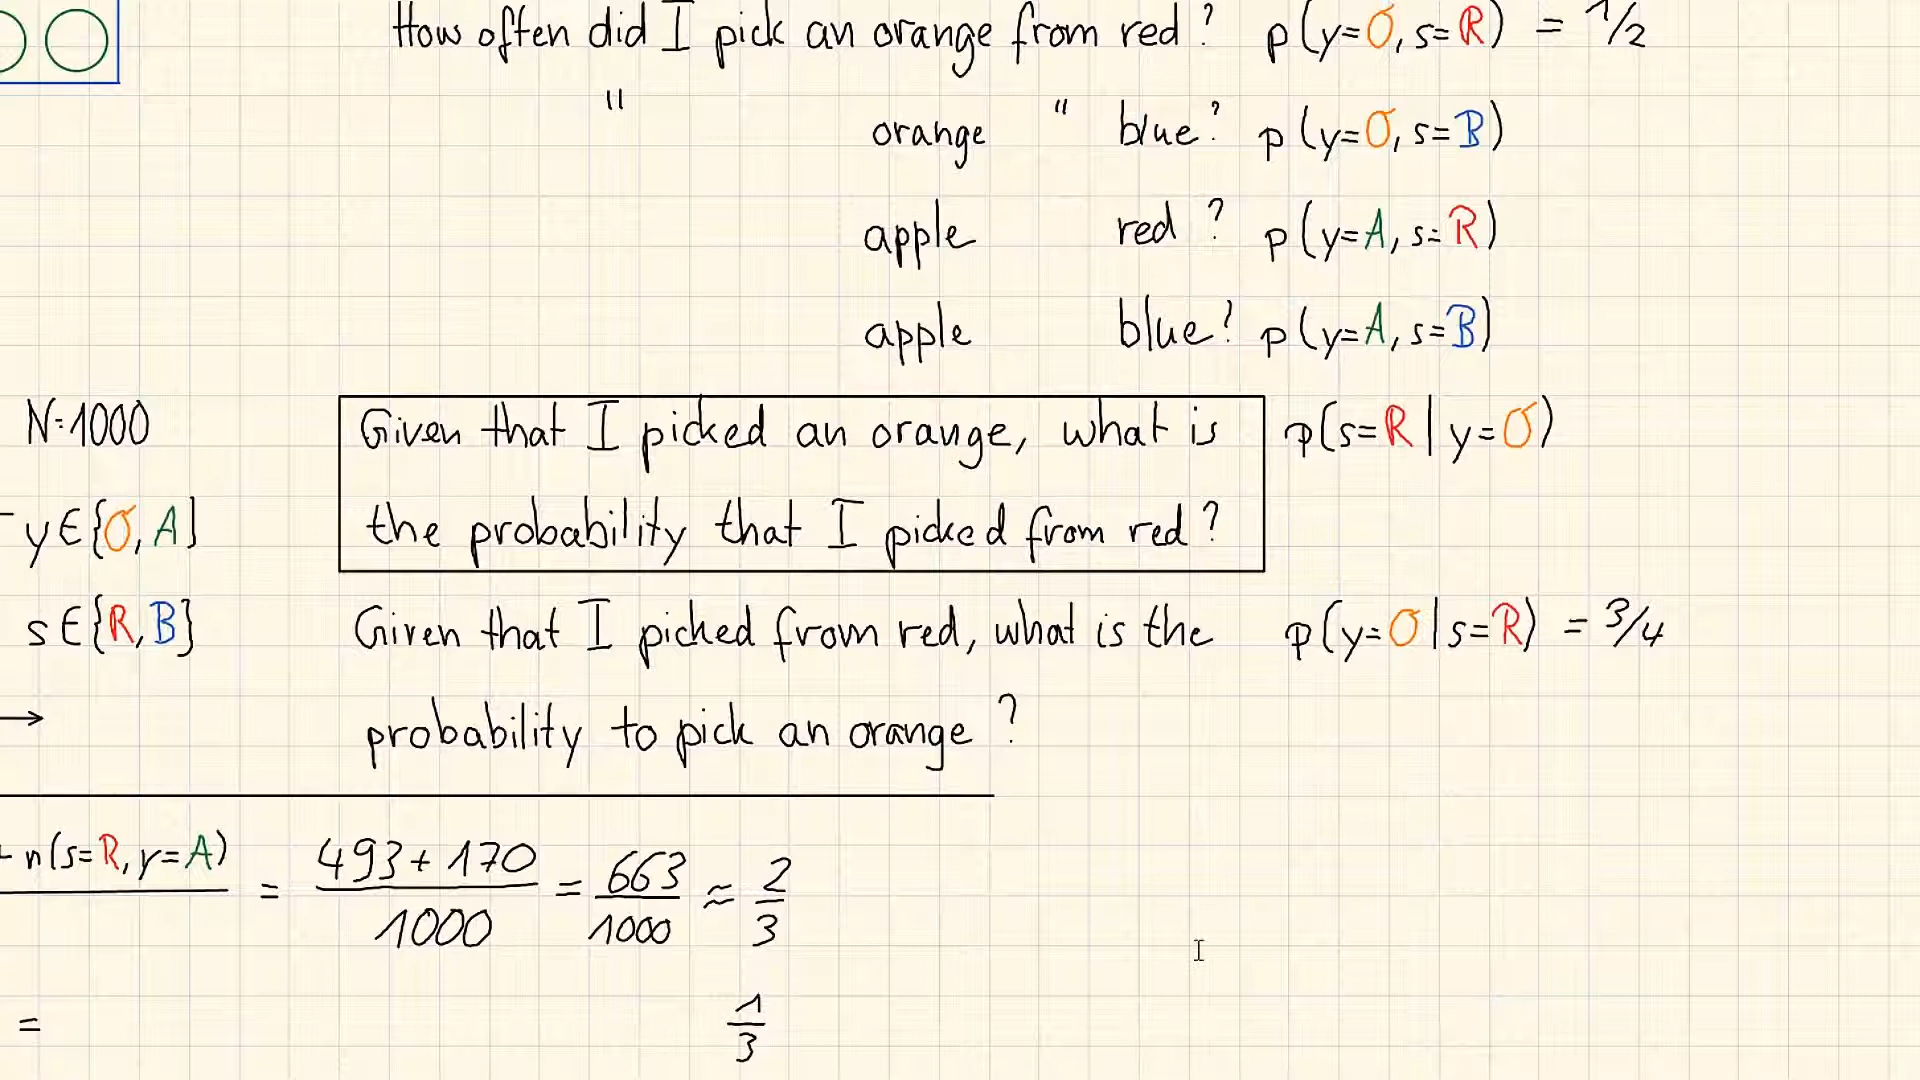 How often did I pick an orange from red? p(y=O, s=R) = 1/2
" orange " blue? p(y=O, s=B)
apple red? p(y=A, s=R)
apple blue? p(y=A, s=B)
N=1000
Given that I picked an orange, what is p(s=R | y=O)
y∈{O, A}
the probability that I picked from red?
s∈{R, B}
Given that I picked from red, what is the p(y=O | s=R) = 3/4
→
probability to pick an orange?
n(s=R, y=A) = (493+170)/1000 = 663/1000 ≈ 2/3
= 1/3